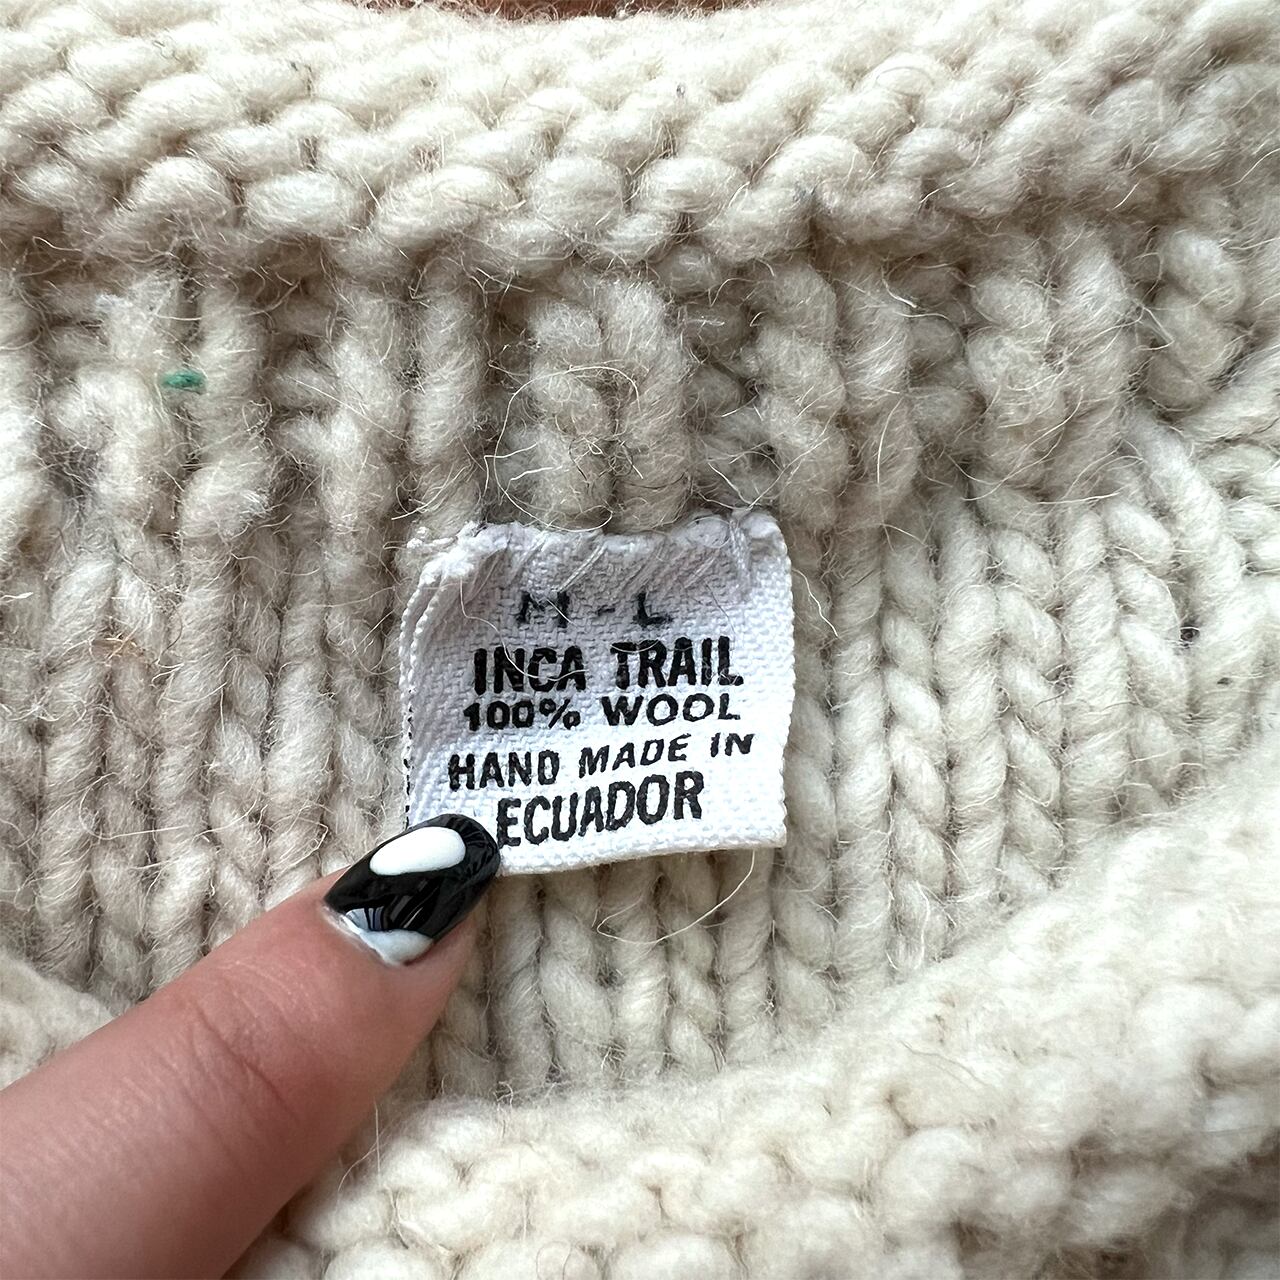 M - L
INCA TRAIL
100% WOOL
HAND MADE IN
ECUADOR